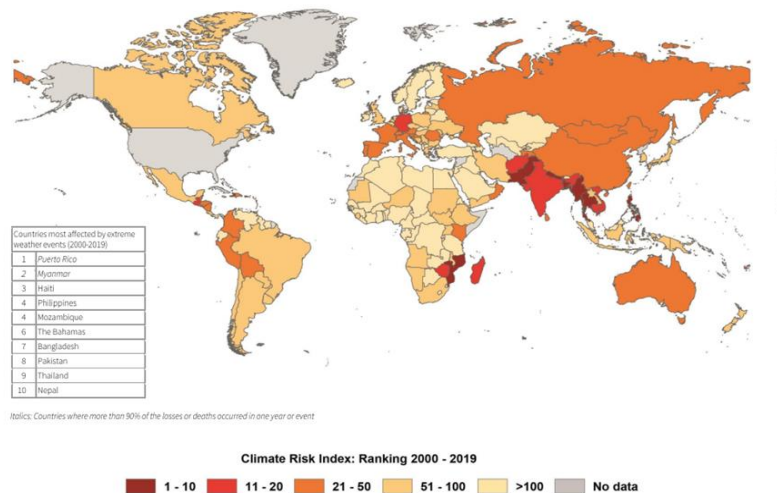 Countries most affected by extreme
weather events (2000-2019)
1 Puerto Rico
2 Myanmar
3 Haiti
4 Philippines
4 Mozambique
6 The Bahamas
7 Bangladesh
8 Pakistan
9 Thailand
10 Nepal
Italics: Countries where more than 90% of the losses or deaths occurred in one year or event
Climate Risk Index: Ranking 2000 - 2019
1 - 10 11 - 20 21 - 50 51 - 100 >100 No data